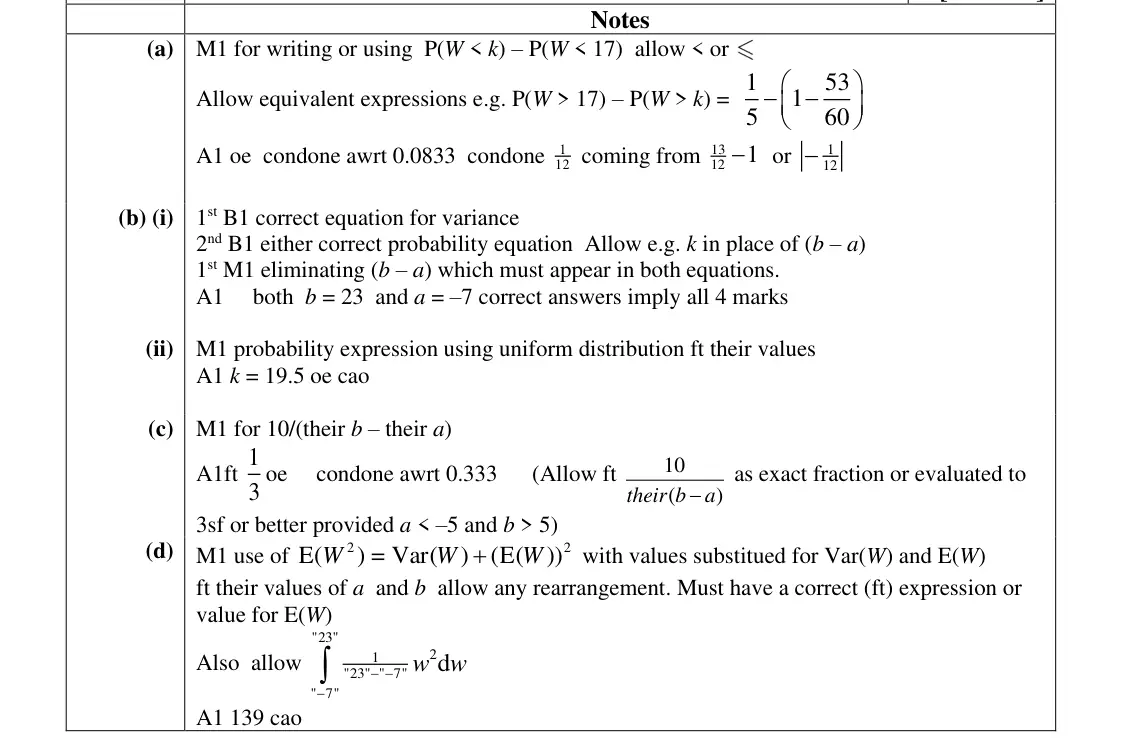 Notes
(a) M1 for writing or using P(W < k) – P(W < 17) allow < or ⩽
Allow equivalent expressions e.g. P(W > 17) – P(W > k) = 1/5 − (1 − 53/60)
A1 oe condone awrt 0.0833 condone 1/12 coming from 13/12 − 1 or |− 1/12|
(b) (i) 1st B1 correct equation for variance
2nd B1 either correct probability equation Allow e.g. k in place of (b – a)
1st M1 eliminating (b – a) which must appear in both equations.
A1 both b = 23 and a = –7 correct answers imply all 4 marks
(ii) M1 probability expression using uniform distribution ft their values
A1 k = 19.5 oe cao
(c) M1 for 10/(their b – their a)
A1ft 1/3 oe condone awrt 0.333 (Allow ft 10/their(b − a) as exact fraction or evaluated to
3sf or better provided a < –5 and b > 5)
(d) M1 use of E(W²) = Var(W) + (E(W))² with values substitued for Var(W) and E(W)
ft their values of a and b allow any rearrangement. Must have a correct (ft) expression or
value for E(W)
Also allow ∫_{"−7"}^{"23"} 1/("23"−"−7") w²dw
A1 139 cao